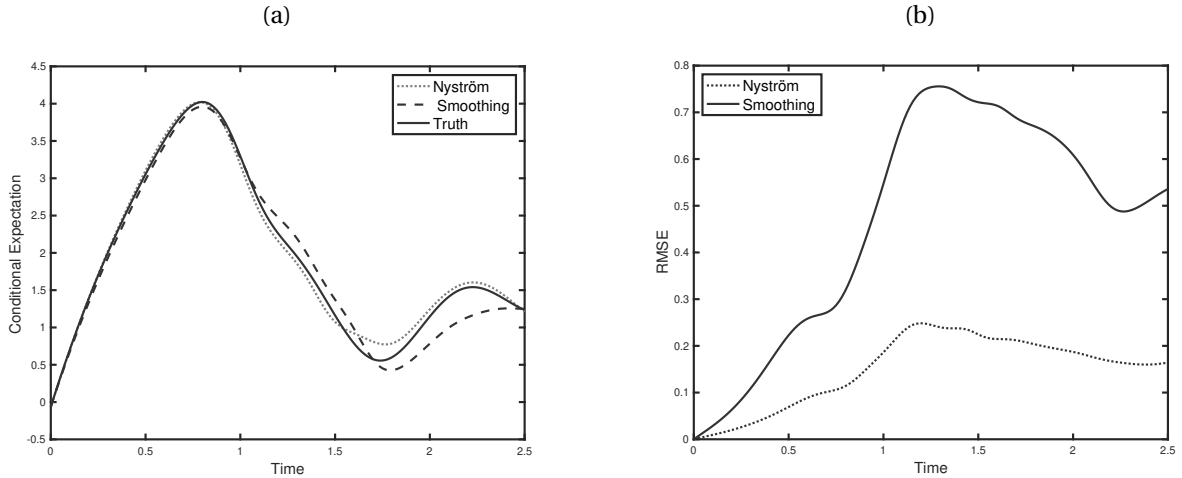 (a)
4.5
4
3.5
3
2.5
2
1.5
1
0.5
0
-0.5
Conditional Expectation
0
0.5
1
1.5
2
2.5
Time
Nyström
Smoothing
Truth
(b)
0.8
0.7
0.6
0.5
0.4
0.3
0.2
0.1
0
RMSE
0
0.5
1
1.5
2
2.5
Time
Nyström
Smoothing